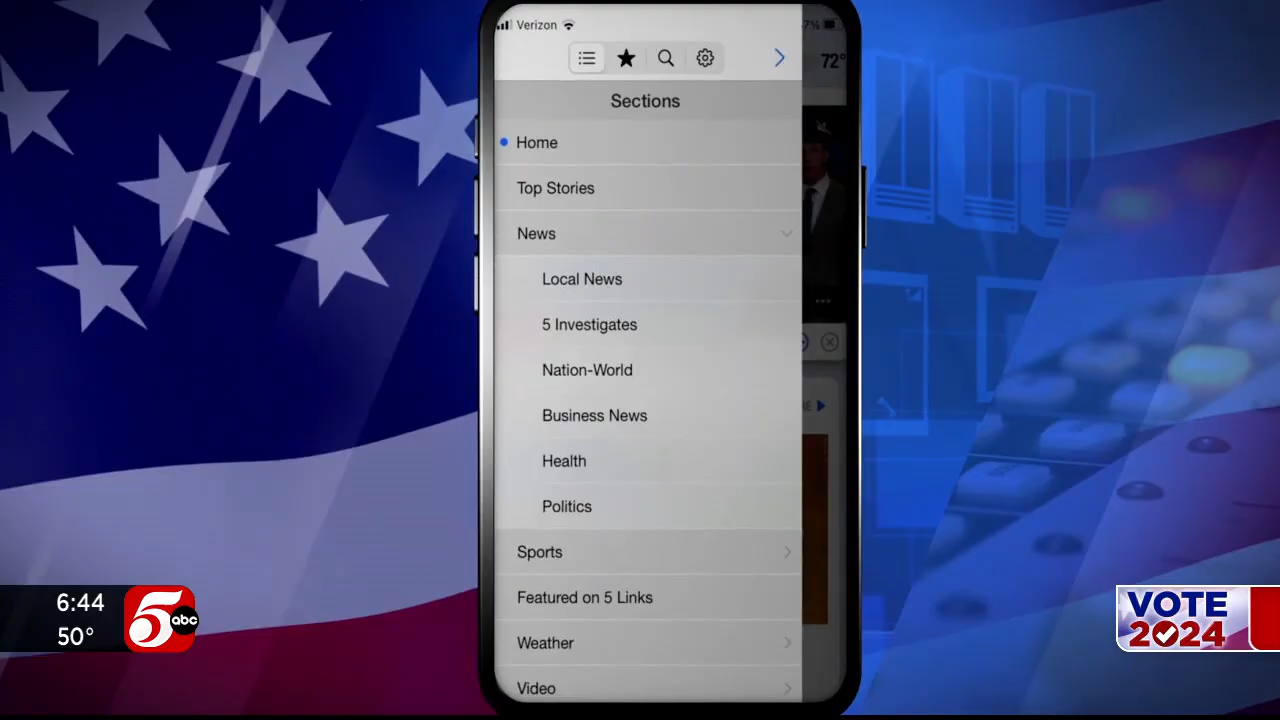 Verizon
7%
72°
Sections
Home
Top Stories
News
Local News
5 Investigates
Nation-World
Business News
Health
Politics
Sports
Featured on 5 Links
Weather
Video
6:44
50°
5
abc
VOTE
2024